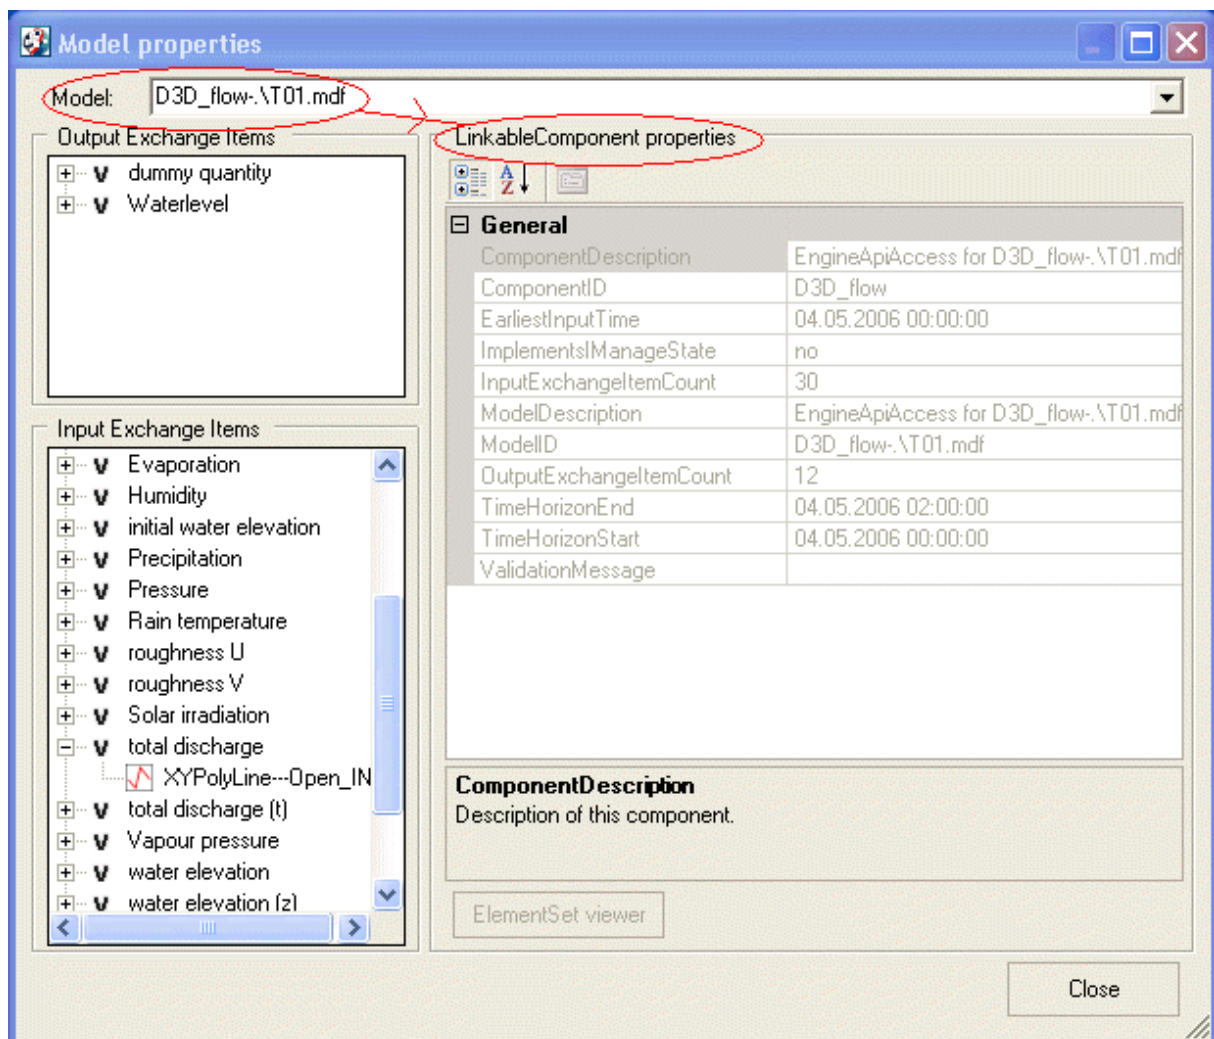 Model properties
Model: D3D_flow-.\T01.mdf
Output Exchange Items
dummy quantity
Waterlevel
Input Exchange Items
Evaporation
Humidity
initial water elevation
Precipitation
Pressure
Rain temperature
roughness U
roughness V
Solar irradiation
total discharge
XYPolyLine---Open_IN
total discharge (t)
Vapour pressure
water elevation
water elevation (z)
LinkableComponent properties
General
ComponentDescription EngineApiAccess for D3D_flow-.\T01.mdf
ComponentID D3D_flow
EarliestInputTime 04.05.2006 00:00:00
ImplementsIManageState no
InputExchangeItemCount 30
ModelDescription EngineApiAccess for D3D_flow-.\T01.mdf
ModelID D3D_flow-.\T01.mdf
OutputExchangeItemCount 12
TimeHorizonEnd 04.05.2006 02:00:00
TimeHorizonStart 04.05.2006 00:00:00
ValidationMessage
ComponentDescription
Description of this component.
ElementSet viewer
Close